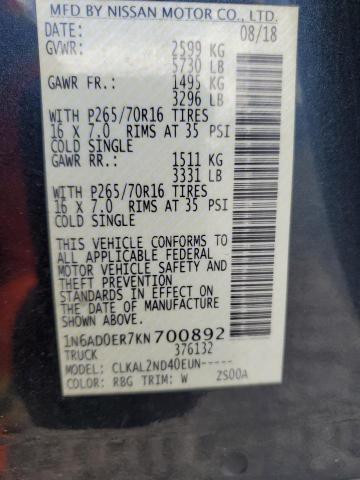 MFD BY NISSAN MOTOR CO., LTD.
DATE: 08/18
GVWR: 2599 KG
5730 LB
GAWR FR.: 1495 KG
3296 LB
WITH P265/70R16 TIRES
16 X 7.0 RIMS AT 35 PSI
COLD SINGLE
GAWR RR.: 1511 KG
3331 LB
WITH P265/70R16 TIRES
16 X 7.0 RIMS AT 35 PSI
COLD SINGLE
THIS VEHICLE CONFORMS TO
ALL APPLICABLE FEDERAL
MOTOR VEHICLE SAFETY AND
THEFT PREVENTION
STANDARDS IN EFFECT ON
THE DATE OF MANUFACTURE
SHOWN ABOVE.
1N6AD0ER7KN700892
TRUCK 376132
MODEL: CLKAL2ND40EUN-----
COLOR: RBG TRIM: W ZS00A